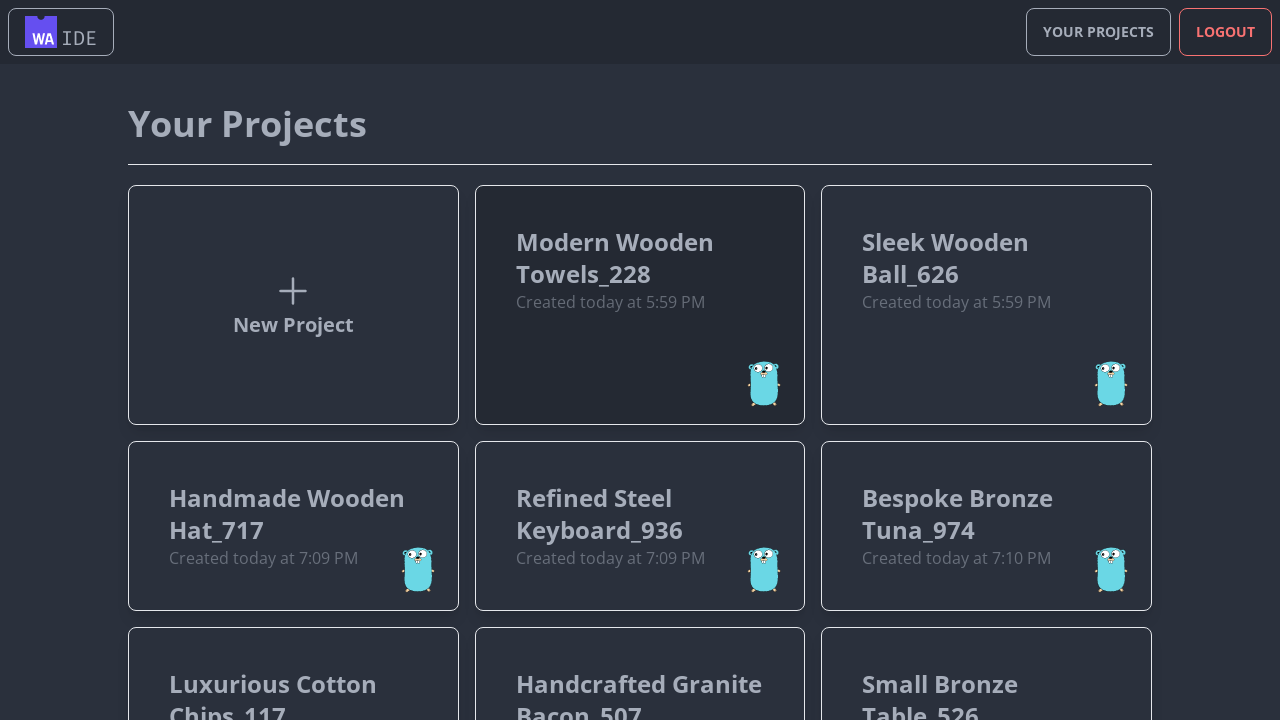 WA IDE
YOUR PROJECTS
LOGOUT
Your Projects
New Project
Modern Wooden
Towels_228
Created today at 5:59 PM
Sleek Wooden
Ball_626
Created today at 5:59 PM
Handmade Wooden
Hat_717
Created today at 7:09 PM
Refined Steel
Keyboard_936
Created today at 7:09 PM
Bespoke Bronze
Tuna_974
Created today at 7:10 PM
Luxurious Cotton
Chips_117
Handcrafted Granite
Bacon_507
Small Bronze
Table_526